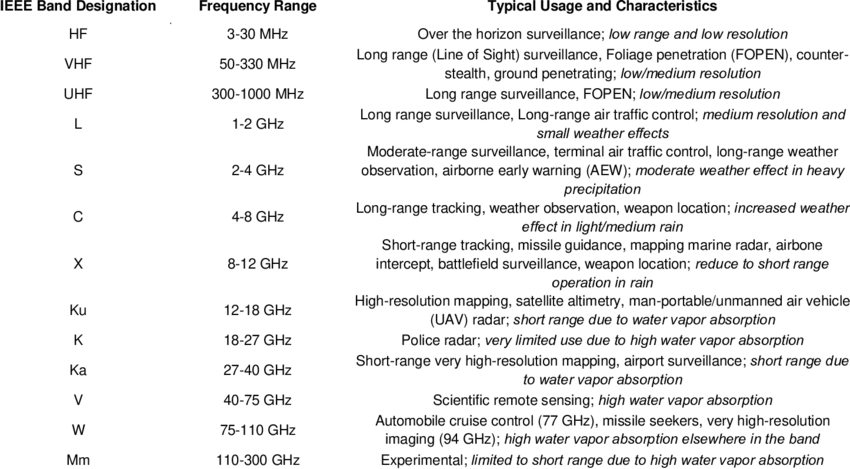 IEEE Band Designation Frequency Range Typical Usage and Characteristics
HF 3-30 MHz Over the horizon surveillance; low range and low resolution
VHF 50-330 MHz Long range (Line of Sight) surveillance, Foliage penetration (FOPEN), counter-
stealth, ground penetrating; low/medium resolution
UHF 300-1000 MHz Long range surveillance, FOPEN; low/medium resolution
L 1-2 GHz Long range surveillance, Long-range air traffic control; medium resolution and
small weather effects
S 2-4 GHz Moderate-range surveillance, terminal air traffic control, long-range weather
observation, airborne early warning (AEW); moderate weather effect in heavy
precipitation
C 4-8 GHz Long-range tracking, weather observation, weapon location; increased weather
effect in light/medium rain
X 8-12 GHz Short-range tracking, missile guidance, mapping marine radar, airbone
intercept, battlefield surveillance, weapon location; reduce to short range
operation in rain
Ku 12-18 GHz High-resolution mapping, satellite altimetry, man-portable/unmanned air vehicle
(UAV) radar; short range due to water vapor absorption
K 18-27 GHz Police radar; very limited use due to high water vapor absorption
Ka 27-40 GHz Short-range very high-resolution mapping, airport surveillance; short range due
to water vapor absorption
V 40-75 GHz Scientific remote sensing; high water vapor absorption
W 75-110 GHz Automobile cruise control (77 GHz), missile seekers, very high-resolution
imaging (94 GHz); high water vapor absorption elsewhere in the band
Mm 110-300 GHz Experimental; limited to short range due to high water vapor absorption